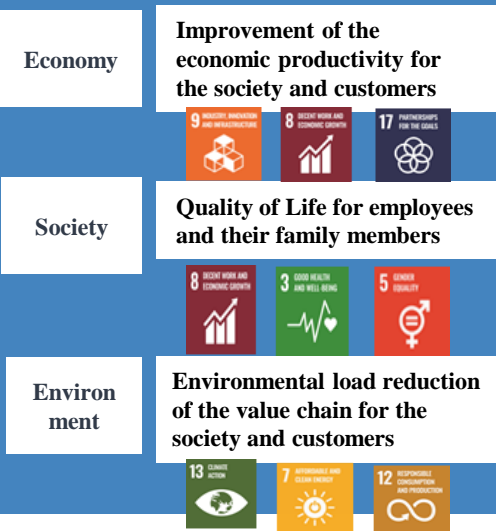 Economy
Improvement of the
economic productivity for
the society and customers
9 INDUSTRY, INNOVATION
AND INFRASTRUCTURE
8 DECENT WORK AND
ECONOMIC GROWTH
17 PARTNERSHIPS
FOR THE GOALS
Society
Quality of Life for employees
and their family members
8 DECENT WORK AND
ECONOMIC GROWTH
3 GOOD HEALTH
AND WELL-BEING
5 GENDER
EQUALITY
Environ
ment
Environmental load reduction
of the value chain for the
society and customers
13 CLIMATE
ACTION
7 AFFORDABLE AND
CLEAN ENERGY
12 RESPONSIBLE
CONSUMPTION
AND PRODUCTION